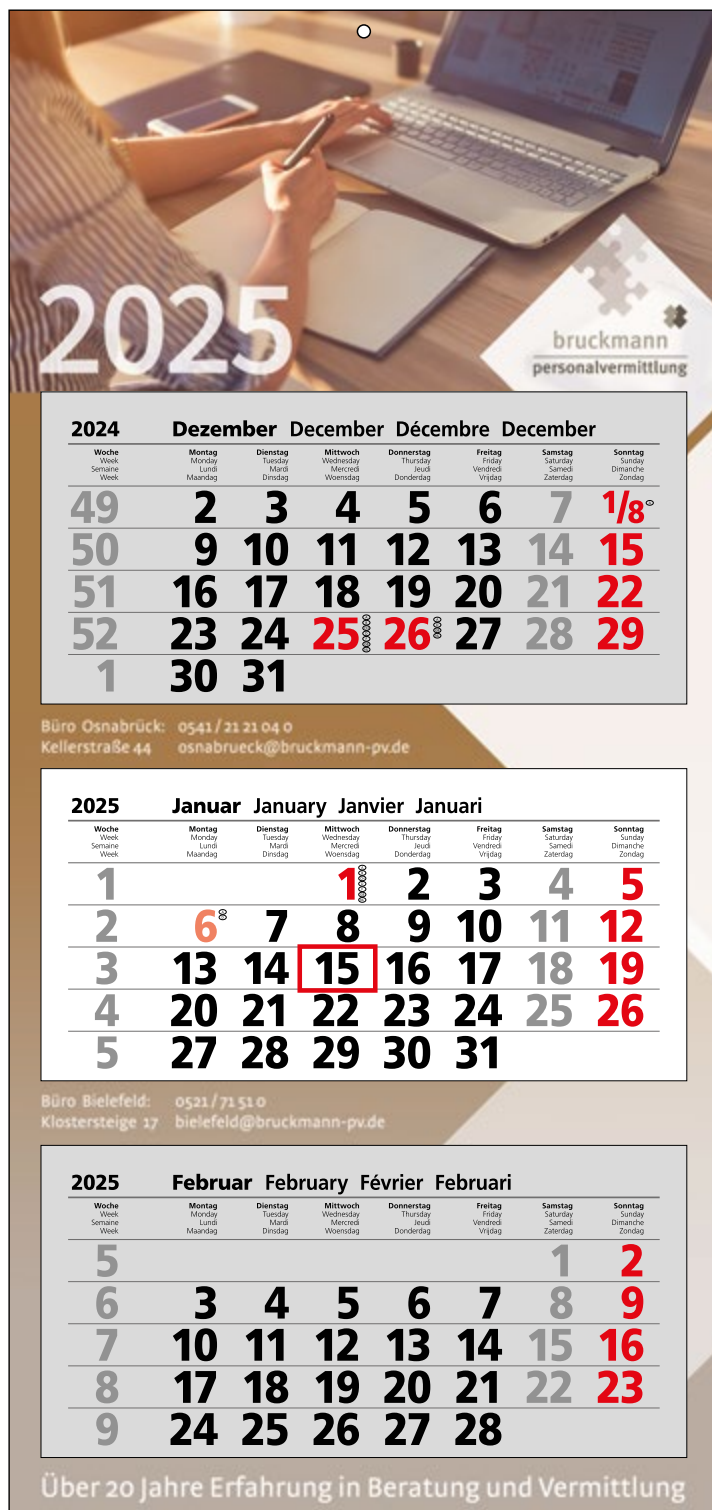 2025
bruckmann
personalvermittlung
2024 Dezember December Décembre December
Woche Montag Dienstag Mittwoch Donnerstag Freitag Samstag Sonntag
Week Monday Tuesday Wednesday Thursday Friday Saturday Sunday
Semaine Lundi Mardi Mercredi Jeudi Vendredi Samedi Dimanche
Week Maandag Dinsdag Woensdag Donderdag Vrijdag Zaterdag Zondag
49 2 3 4 5 6 7 1/8
50 9 10 11 12 13 14 15
51 16 17 18 19 20 21 22
52 23 24 25 26 27 28 29
1 30 31
Büro Osnabrück: 0541/21 21 04 0
Kellerstraße 44 osnabrueck@bruckmann-pv.de
2025 Januar January Janvier Januari
Woche Montag Dienstag Mittwoch Donnerstag Freitag Samstag Sonntag
Week Monday Tuesday Wednesday Thursday Friday Saturday Sunday
Semaine Lundi Mardi Mercredi Jeudi Vendredi Samedi Dimanche
Week Maandag Dinsdag Woensdag Donderdag Vrijdag Zaterdag Zondag
1 1 2 3 4 5
2 6 7 8 9 10 11 12
3 13 14 15 16 17 18 19
4 20 21 22 23 24 25 26
5 27 28 29 30 31
Büro Bielefeld: 0521/71 51 0
Klostersteige 17 bielefeld@bruckmann-pv.de
2025 Februar February Février Februari
Woche Montag Dienstag Mittwoch Donnerstag Freitag Samstag Sonntag
Week Monday Tuesday Wednesday Thursday Friday Saturday Sunday
Semaine Lundi Mardi Mercredi Jeudi Vendredi Samedi Dimanche
Week Maandag Dinsdag Woensdag Donderdag Vrijdag Zaterdag Zondag
5 1 2
6 3 4 5 6 7 8 9
7 10 11 12 13 14 15 16
8 17 18 19 20 21 22 23
9 24 25 26 27 28
Über 20 Jahre Erfahrung in Beratung und Vermittlung